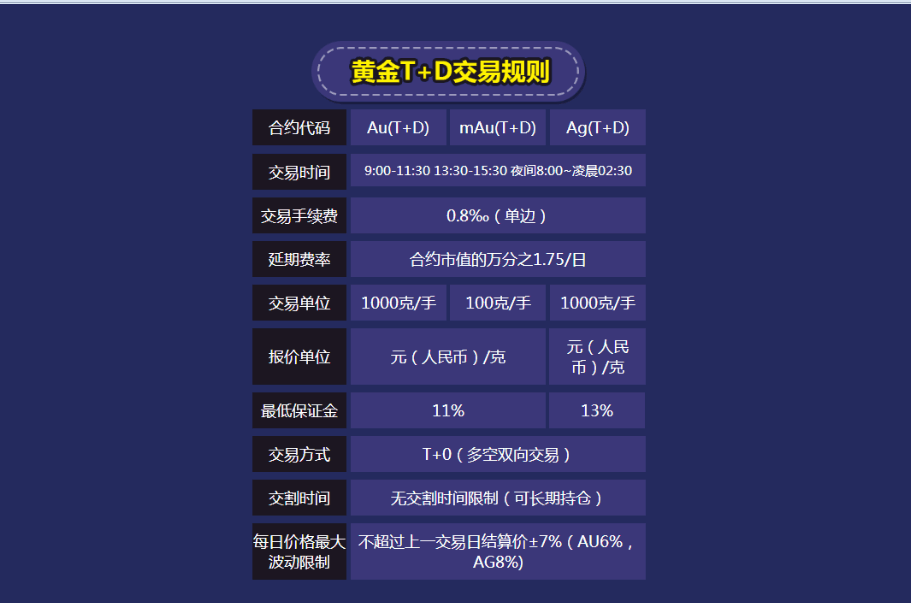 黄金T+D交易规则
合约代码 Au(T+D) mAu(T+D) Ag(T+D)
交易时间 9:00-11:30 13:30-15:30 夜间8:00~凌晨02:30
交易手续费 0.8‰（单边）
延期费率 合约市值的万分之1.75/日
交易单位 1000克/手 100克/手 1000克/手
报价单位 元（人民币）/克 元（人民
币）/克
最低保证金 11% 13%
交易方式 T+0（多空双向交易）
交割时间 无交割时间限制（可长期持仓）
每日价格最大
波动限制
不超过上一交易日结算价±7%（AU6%，
AG8%)